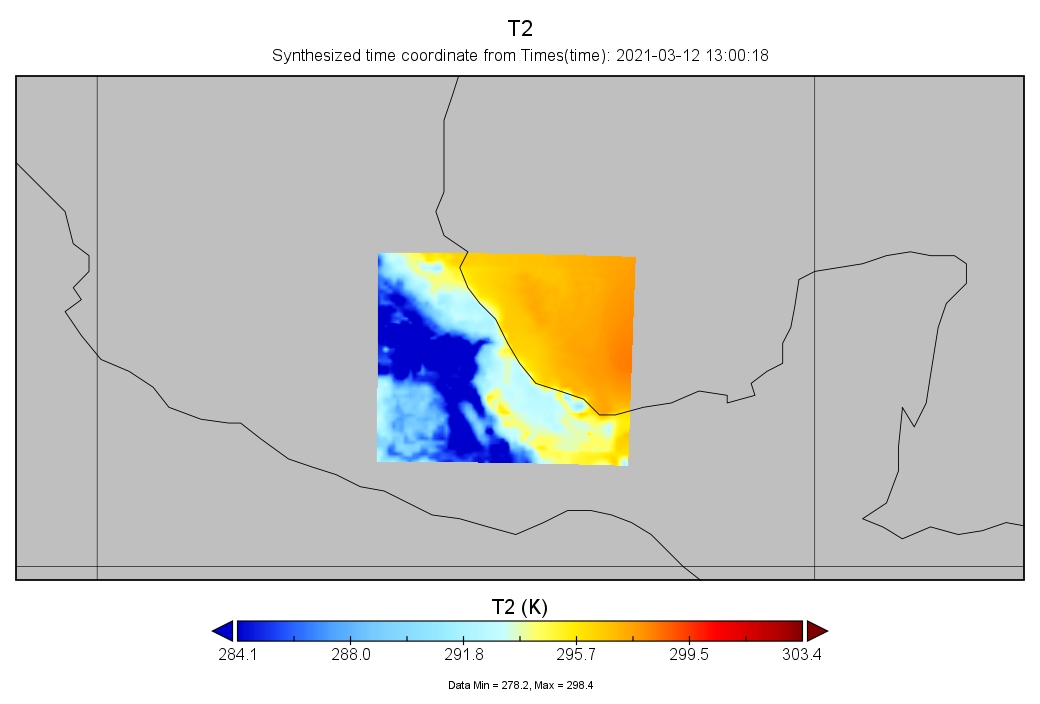 T2
Synthesized time coordinate from Times(time): 2021-03-12 13:00:18
T2 (K)
284.1 288.0 291.8 295.7 299.5 303.4
Data Min = 278.2, Max = 298.4